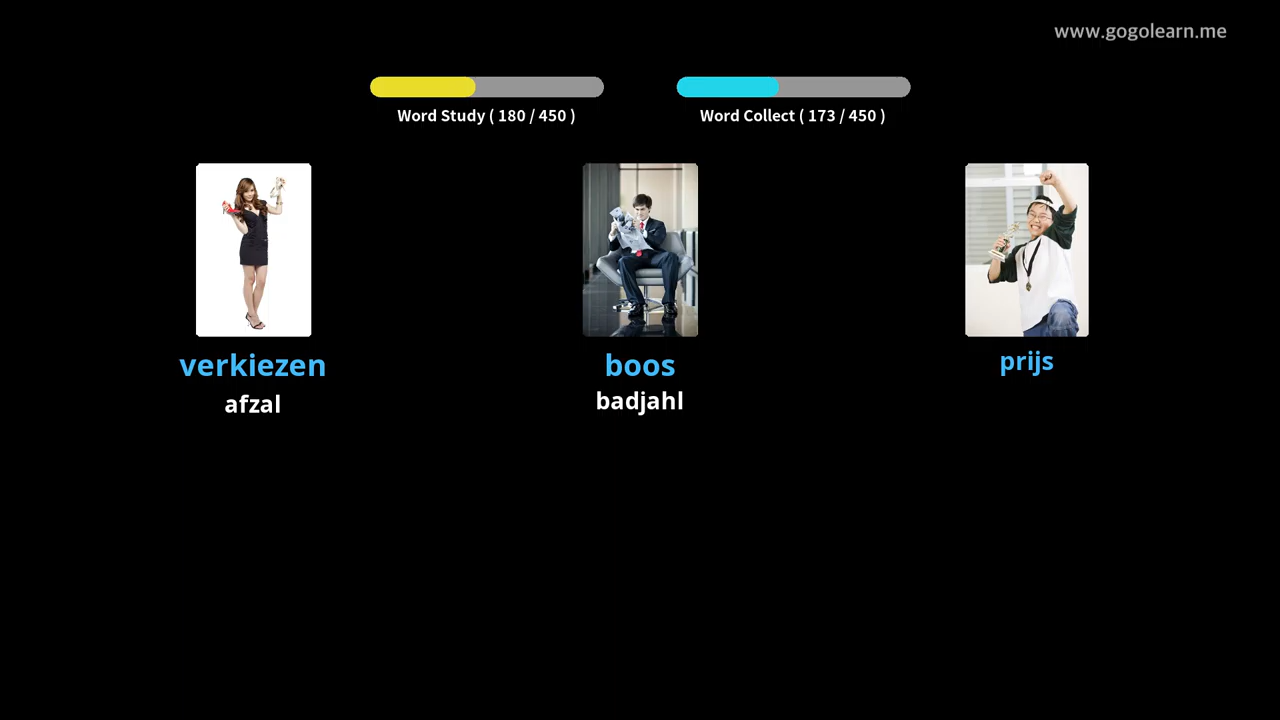 www.gogolearn.me
Word Study ( 180 / 450 )
Word Collect ( 173 / 450 )
verkiezen
afzal
boos
badjahl
prijs